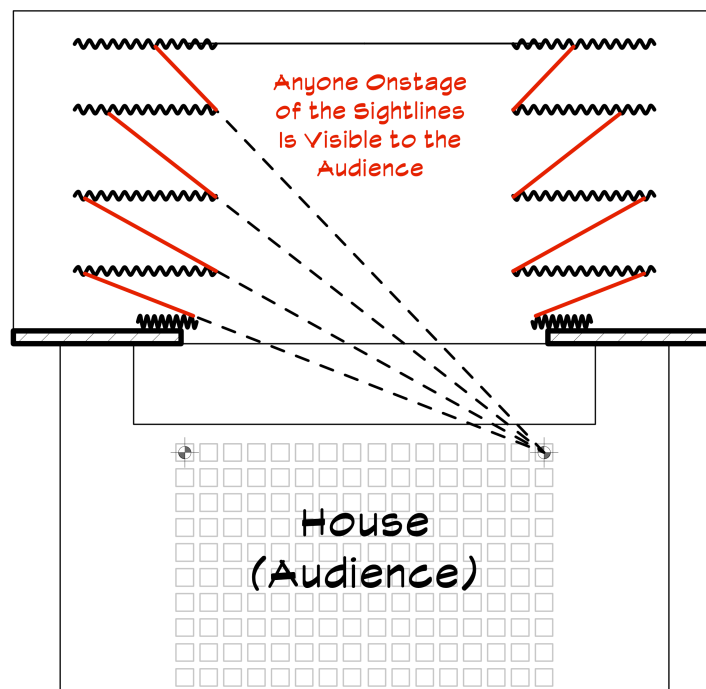 Anyone Onstage
of the Sightlines
Is Visible to the
Audience
House
(Audience)